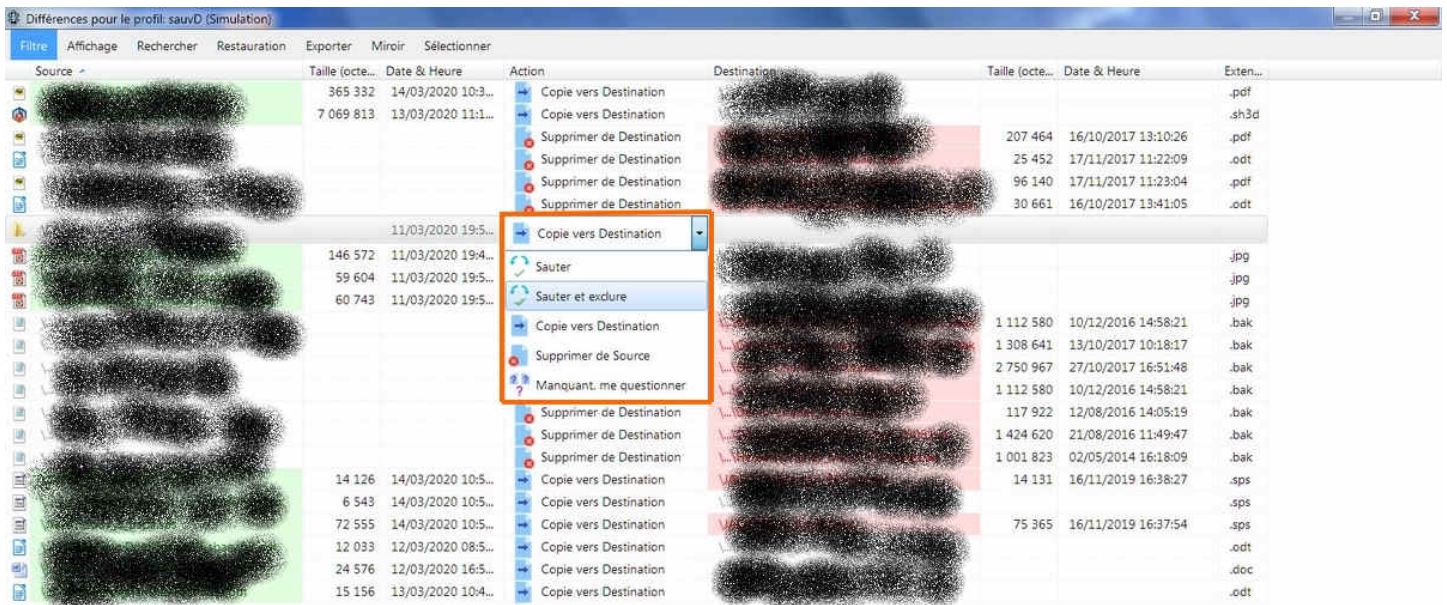 Différences pour le profil: sauvD (Simulation)
Filtre Affichage Rechercher Restauration Exporter Miroir Sélectionner
Source Taille (octe... Date & Heure Action Destination Taille (octe... Date & Heure Exten...
365 332 14/03/2020 10:3... Copie vers Destination .pdf
7 069 813 13/03/2020 11:1... Copie vers Destination .sh3d
Supprimer de Destination 207 464 16/10/2017 13:10:26 .pdf
Supprimer de Destination 25 452 17/11/2017 11:22:09 .odt
Supprimer de Destination 96 140 17/11/2017 11:23:04 .pdf
Supprimer de Destination 30 661 16/10/2017 13:41:05 .odt
11/03/2020 19:5... Copie vers Destination
146 572 11/03/2020 19:4... .jpg
Sauter
59 604 11/03/2020 19:5... .jpg
60 743 11/03/2020 19:5... Sauter et exclure .jpg
1 112 580 10/12/2016 14:58:21 .bak
Copie vers Destination
1 308 641 13/10/2017 10:18:17 .bak
Supprimer de Source
2 750 967 27/10/2017 16:51:48 .bak
Manquant. me questionner 1 112 580 10/12/2016 14:58:21 .bak
Supprimer de Destination 117 922 12/08/2016 14:05:19 .bak
Supprimer de Destination 1 424 620 21/08/2016 11:49:47 .bak
Supprimer de Destination 1 001 823 02/05/2014 16:18:09 .bak
14 126 14/03/2020 10:5... Copie vers Destination 14 131 16/11/2019 16:38:27 .sps
6 543 14/03/2020 10:5... Copie vers Destination .sps
72 555 14/03/2020 10:5... Copie vers Destination 75 365 16/11/2019 16:37:54 .sps
12 033 12/03/2020 08:5... Copie vers Destination .odt
24 576 12/03/2020 16:5... Copie vers Destination .doc
15 156 13/03/2020 10:4... Copie vers Destination .odt